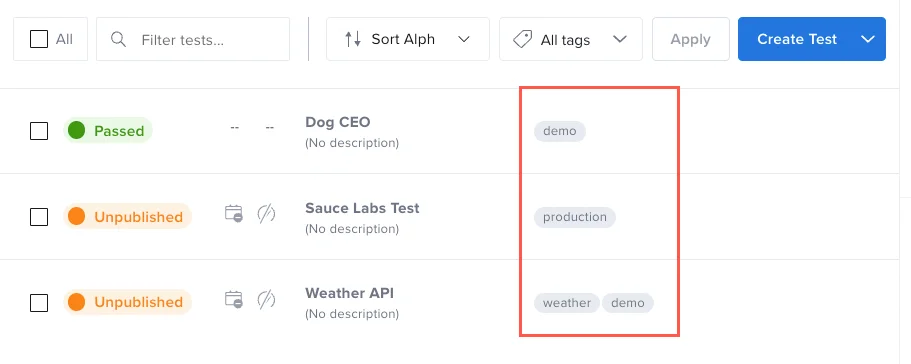 All Filter tests... Sort Alph All tags Apply Create Test
Passed -- -- Dog CEO demo
(No description)
Unpublished Sauce Labs Test production
(No description)
Unpublished Weather API weather demo
(No description)